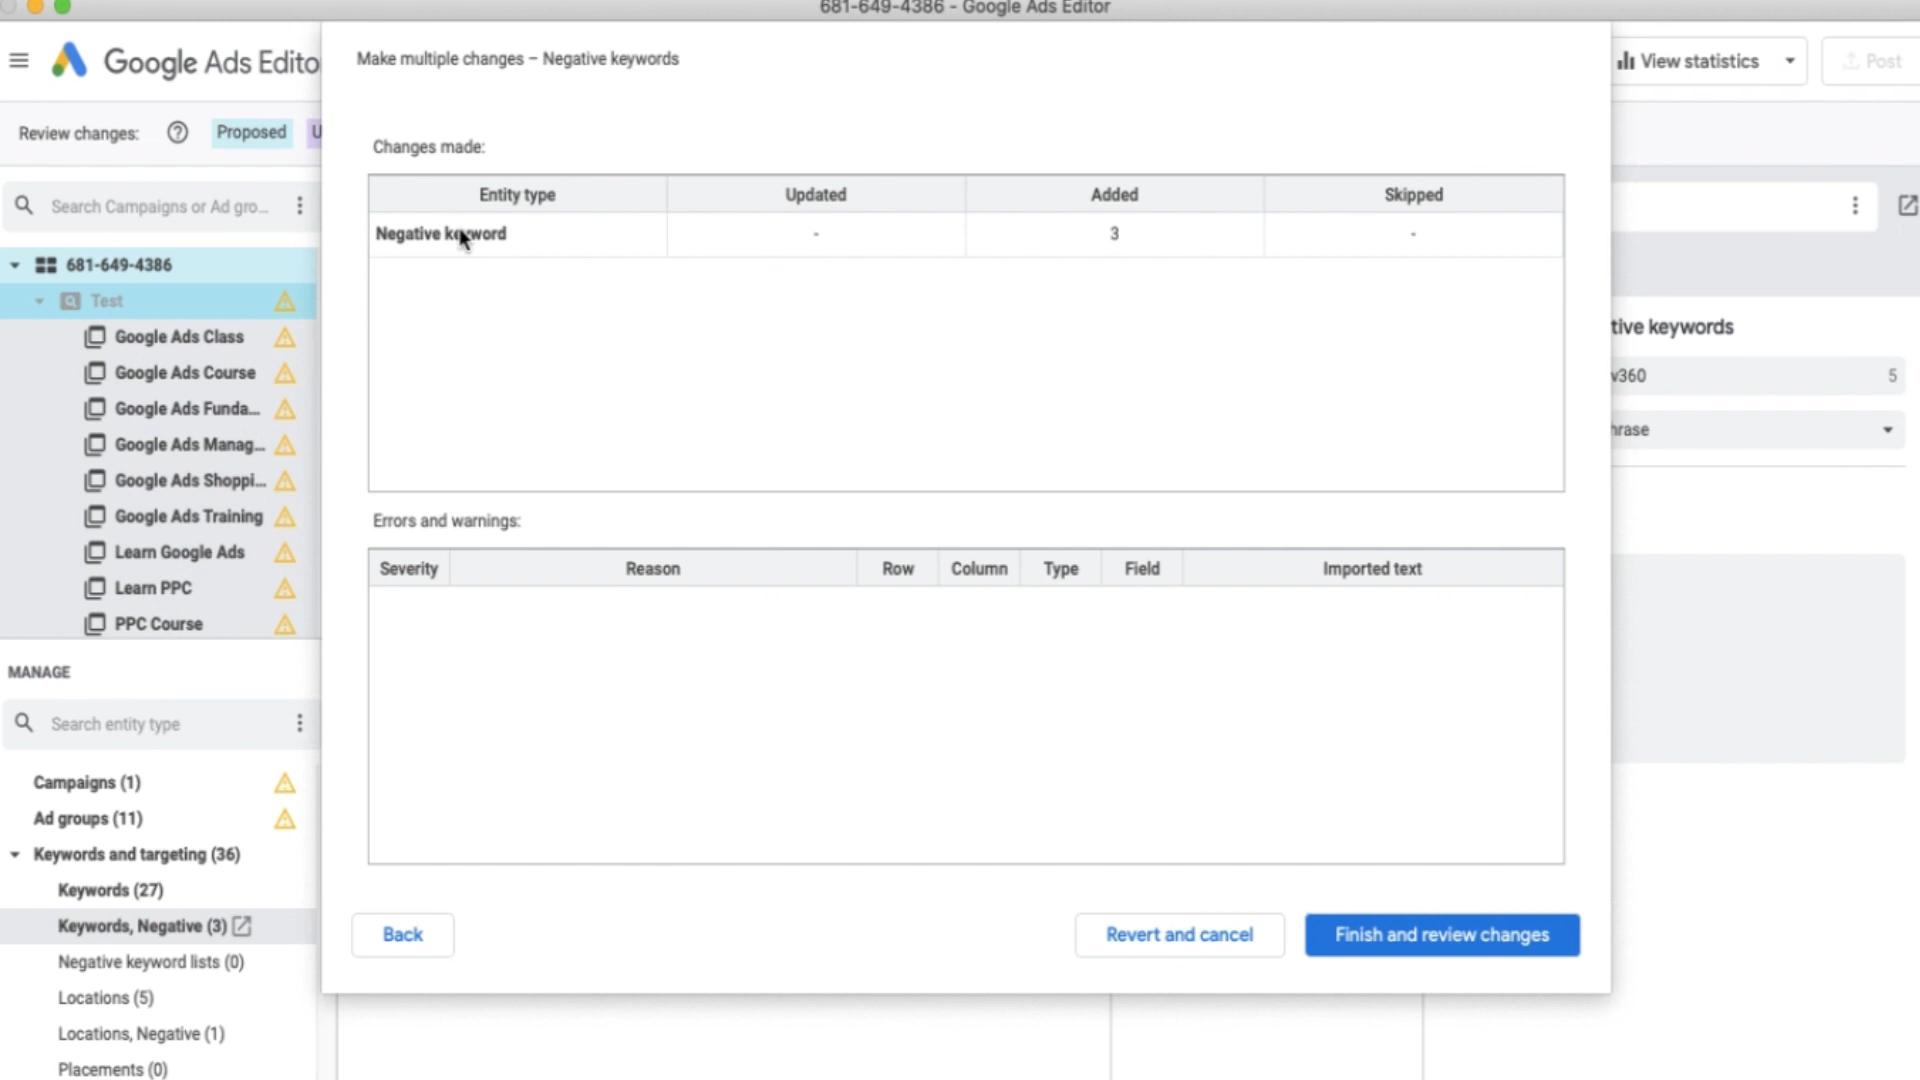 681-649-4386 - Google Ads Editor
Google Ads Edito
View statistics
Post
Make multiple changes – Negative keywords
Review changes:
Proposed
U
Changes made:
Entity type Updated Added Skipped
Negative keyword - 3 -
Search Campaigns or Ad gro...
681-649-4386
Test
Google Ads Class
Google Ads Course
Google Ads Funda...
Google Ads Manag...
Google Ads Shoppi...
Google Ads Training
Learn Google Ads
Learn PPC
PPC Course
tive keywords
v360 5
hrase
Errors and warnings:
Severity Reason Row Column Type Field Imported text
MANAGE
Search entity type
Campaigns (1)
Ad groups (11)
Keywords and targeting (36)
Keywords (27)
Keywords, Negative (3)
Negative keyword lists (0)
Locations (5)
Locations, Negative (1)
Placements (0)
Back
Revert and cancel
Finish and review changes